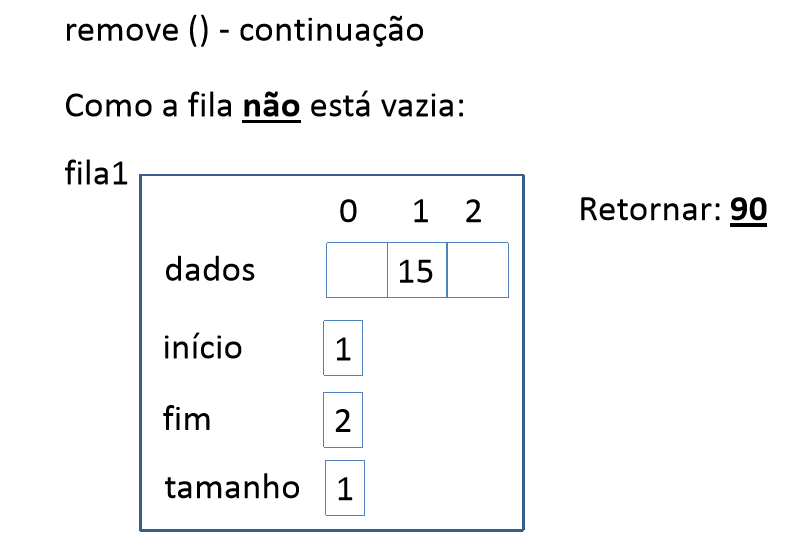 remove () - continuação
Como a fila não está vazia:
fila1
0 1 2
Retornar: 90
dados 15
início 1
fim 2
tamanho 1